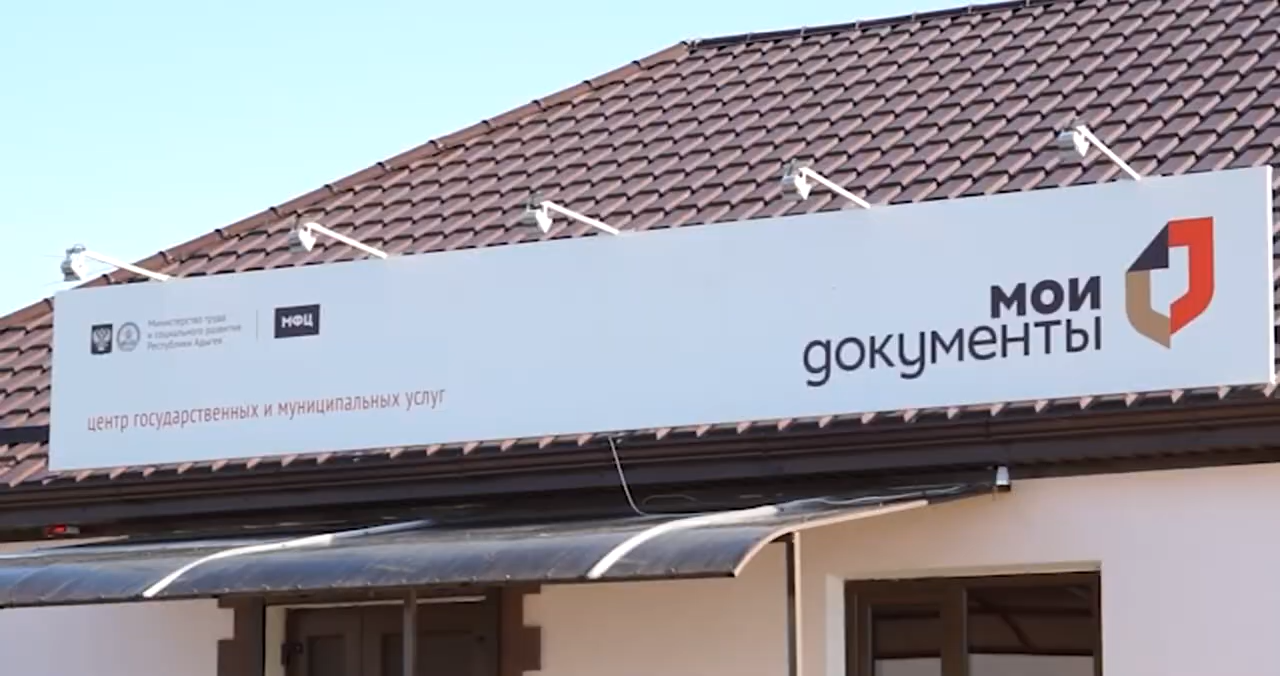 Министерство труда
и социального развития
Республики Адыгея
МФЦ
центр государственных и муниципальных услуг
мои
документы